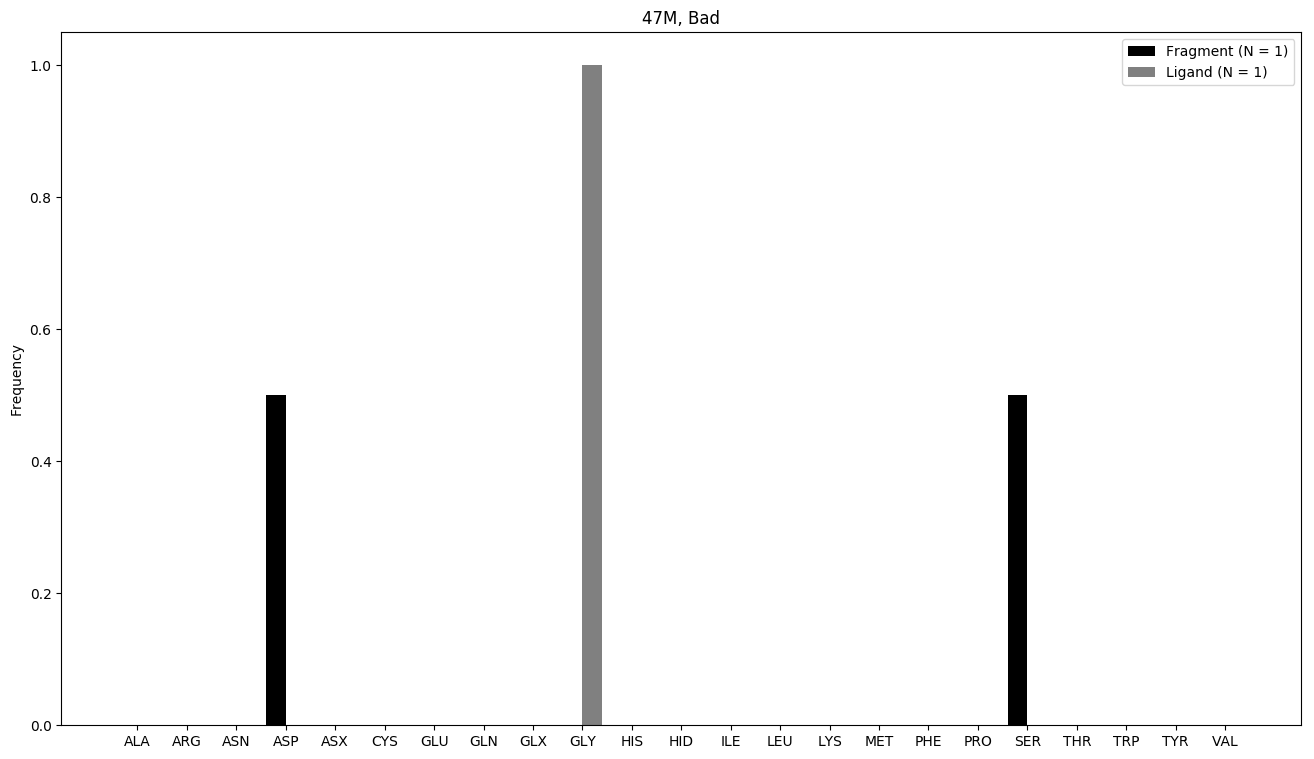 47M, Bad
Fragment (N = 1)
Ligand (N = 1)
Frequency
1.0
0.8
0.6
0.4
0.2
0.0
ALA ARG ASN ASP ASX CYS GLU GLN GLX GLY HIS HID ILE LEU LYS MET PHE PRO SER THR TRP TYR VAL